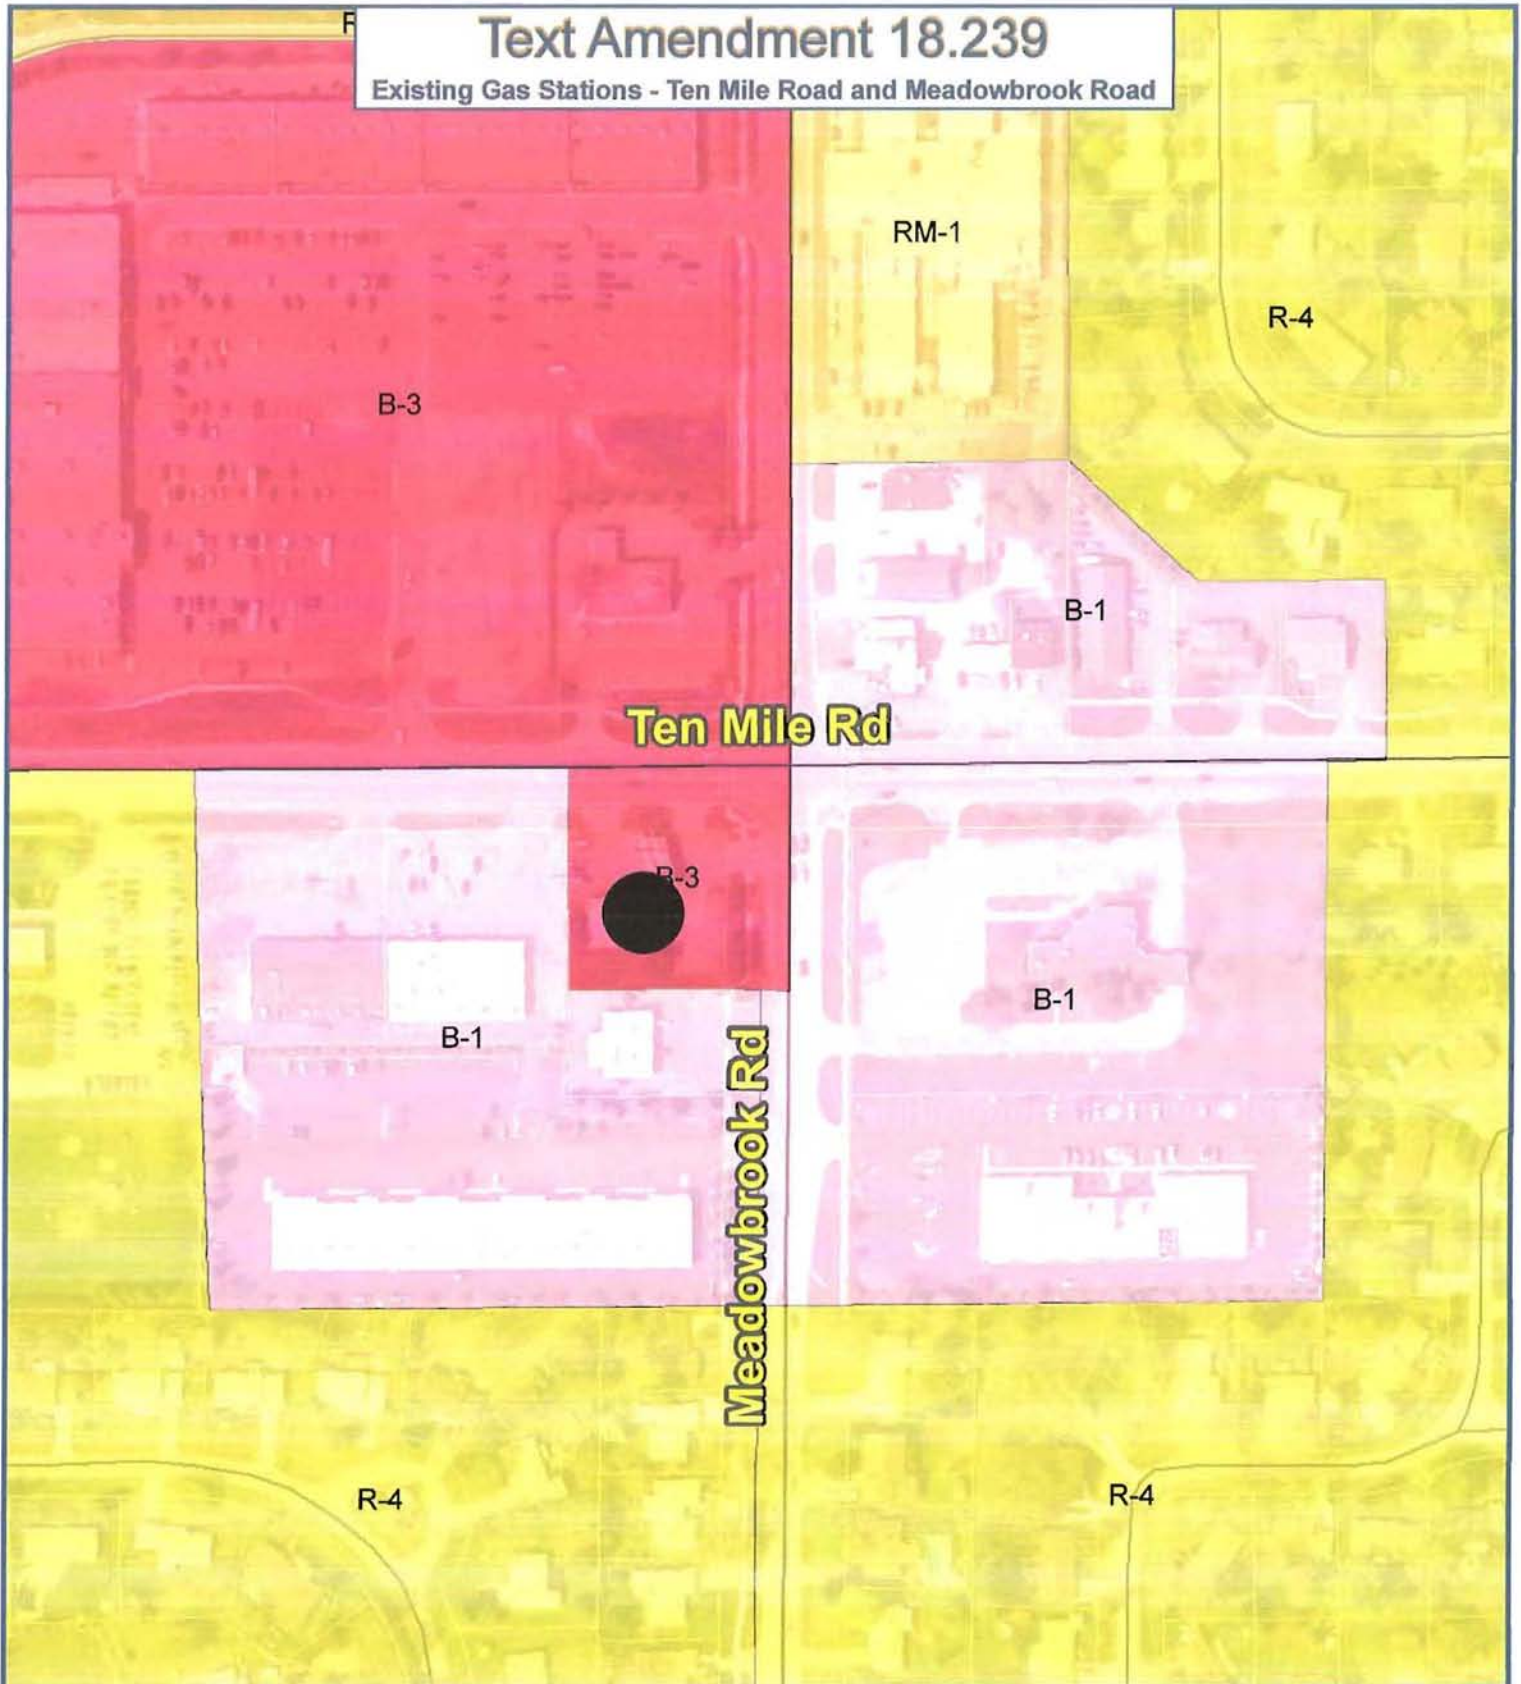 R
Text Amendment 18.239
Existing Gas Stations - Ten Mile Road and Meadowbrook Road
RM-1
R-4
B-3
B-1
Ten Mile Rd
B-3
B-1
B-1
Meadowbrook Rd
R-4
R-4